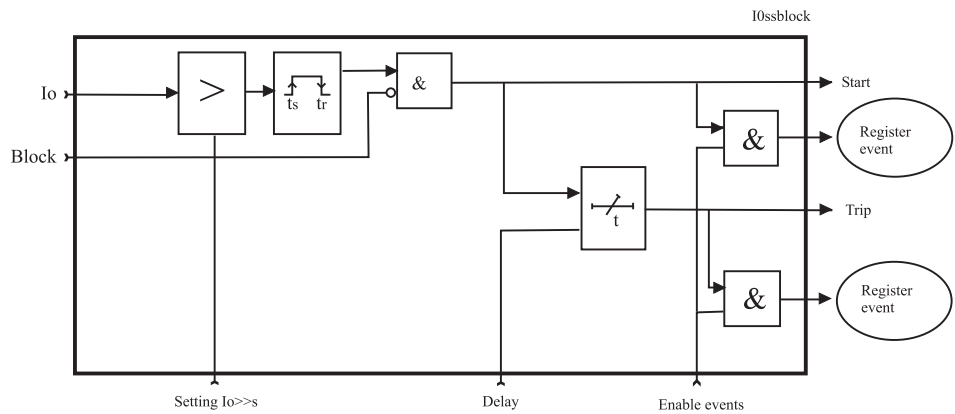 I0ssblock
Io
>
ts tr
&
Start
&
Register
event
Block
t
Trip
&
Register
event
Setting Io>>s
Delay
Enable events